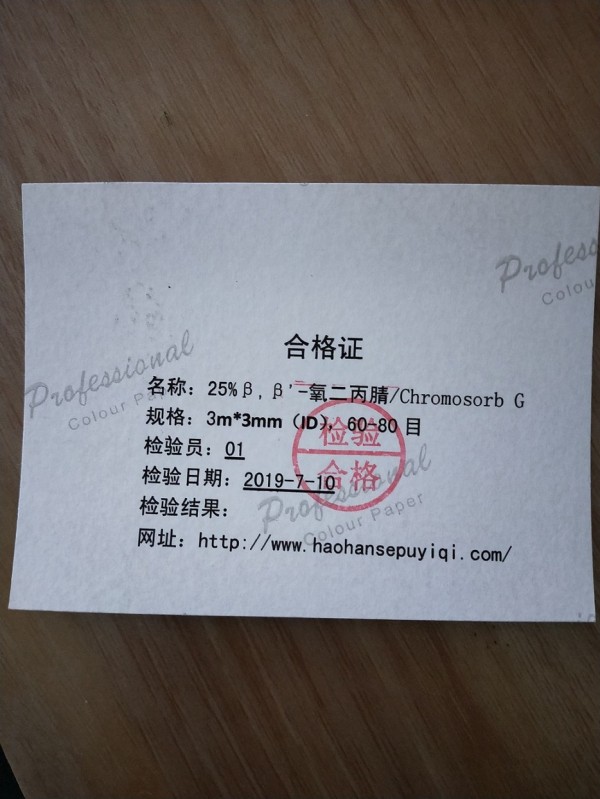 Professional
Colour
合格证
Professional
Colour Paper
名称：25%β,β'-氧二丙腈/Chromosorb G
规格：3m*3mm（ID），60-80目
检验
检验员：01
合格
检验日期：2019-7-10
Professional
Colour Paper
检验结果：
网址：http://www.haohansepuyiqi.com/